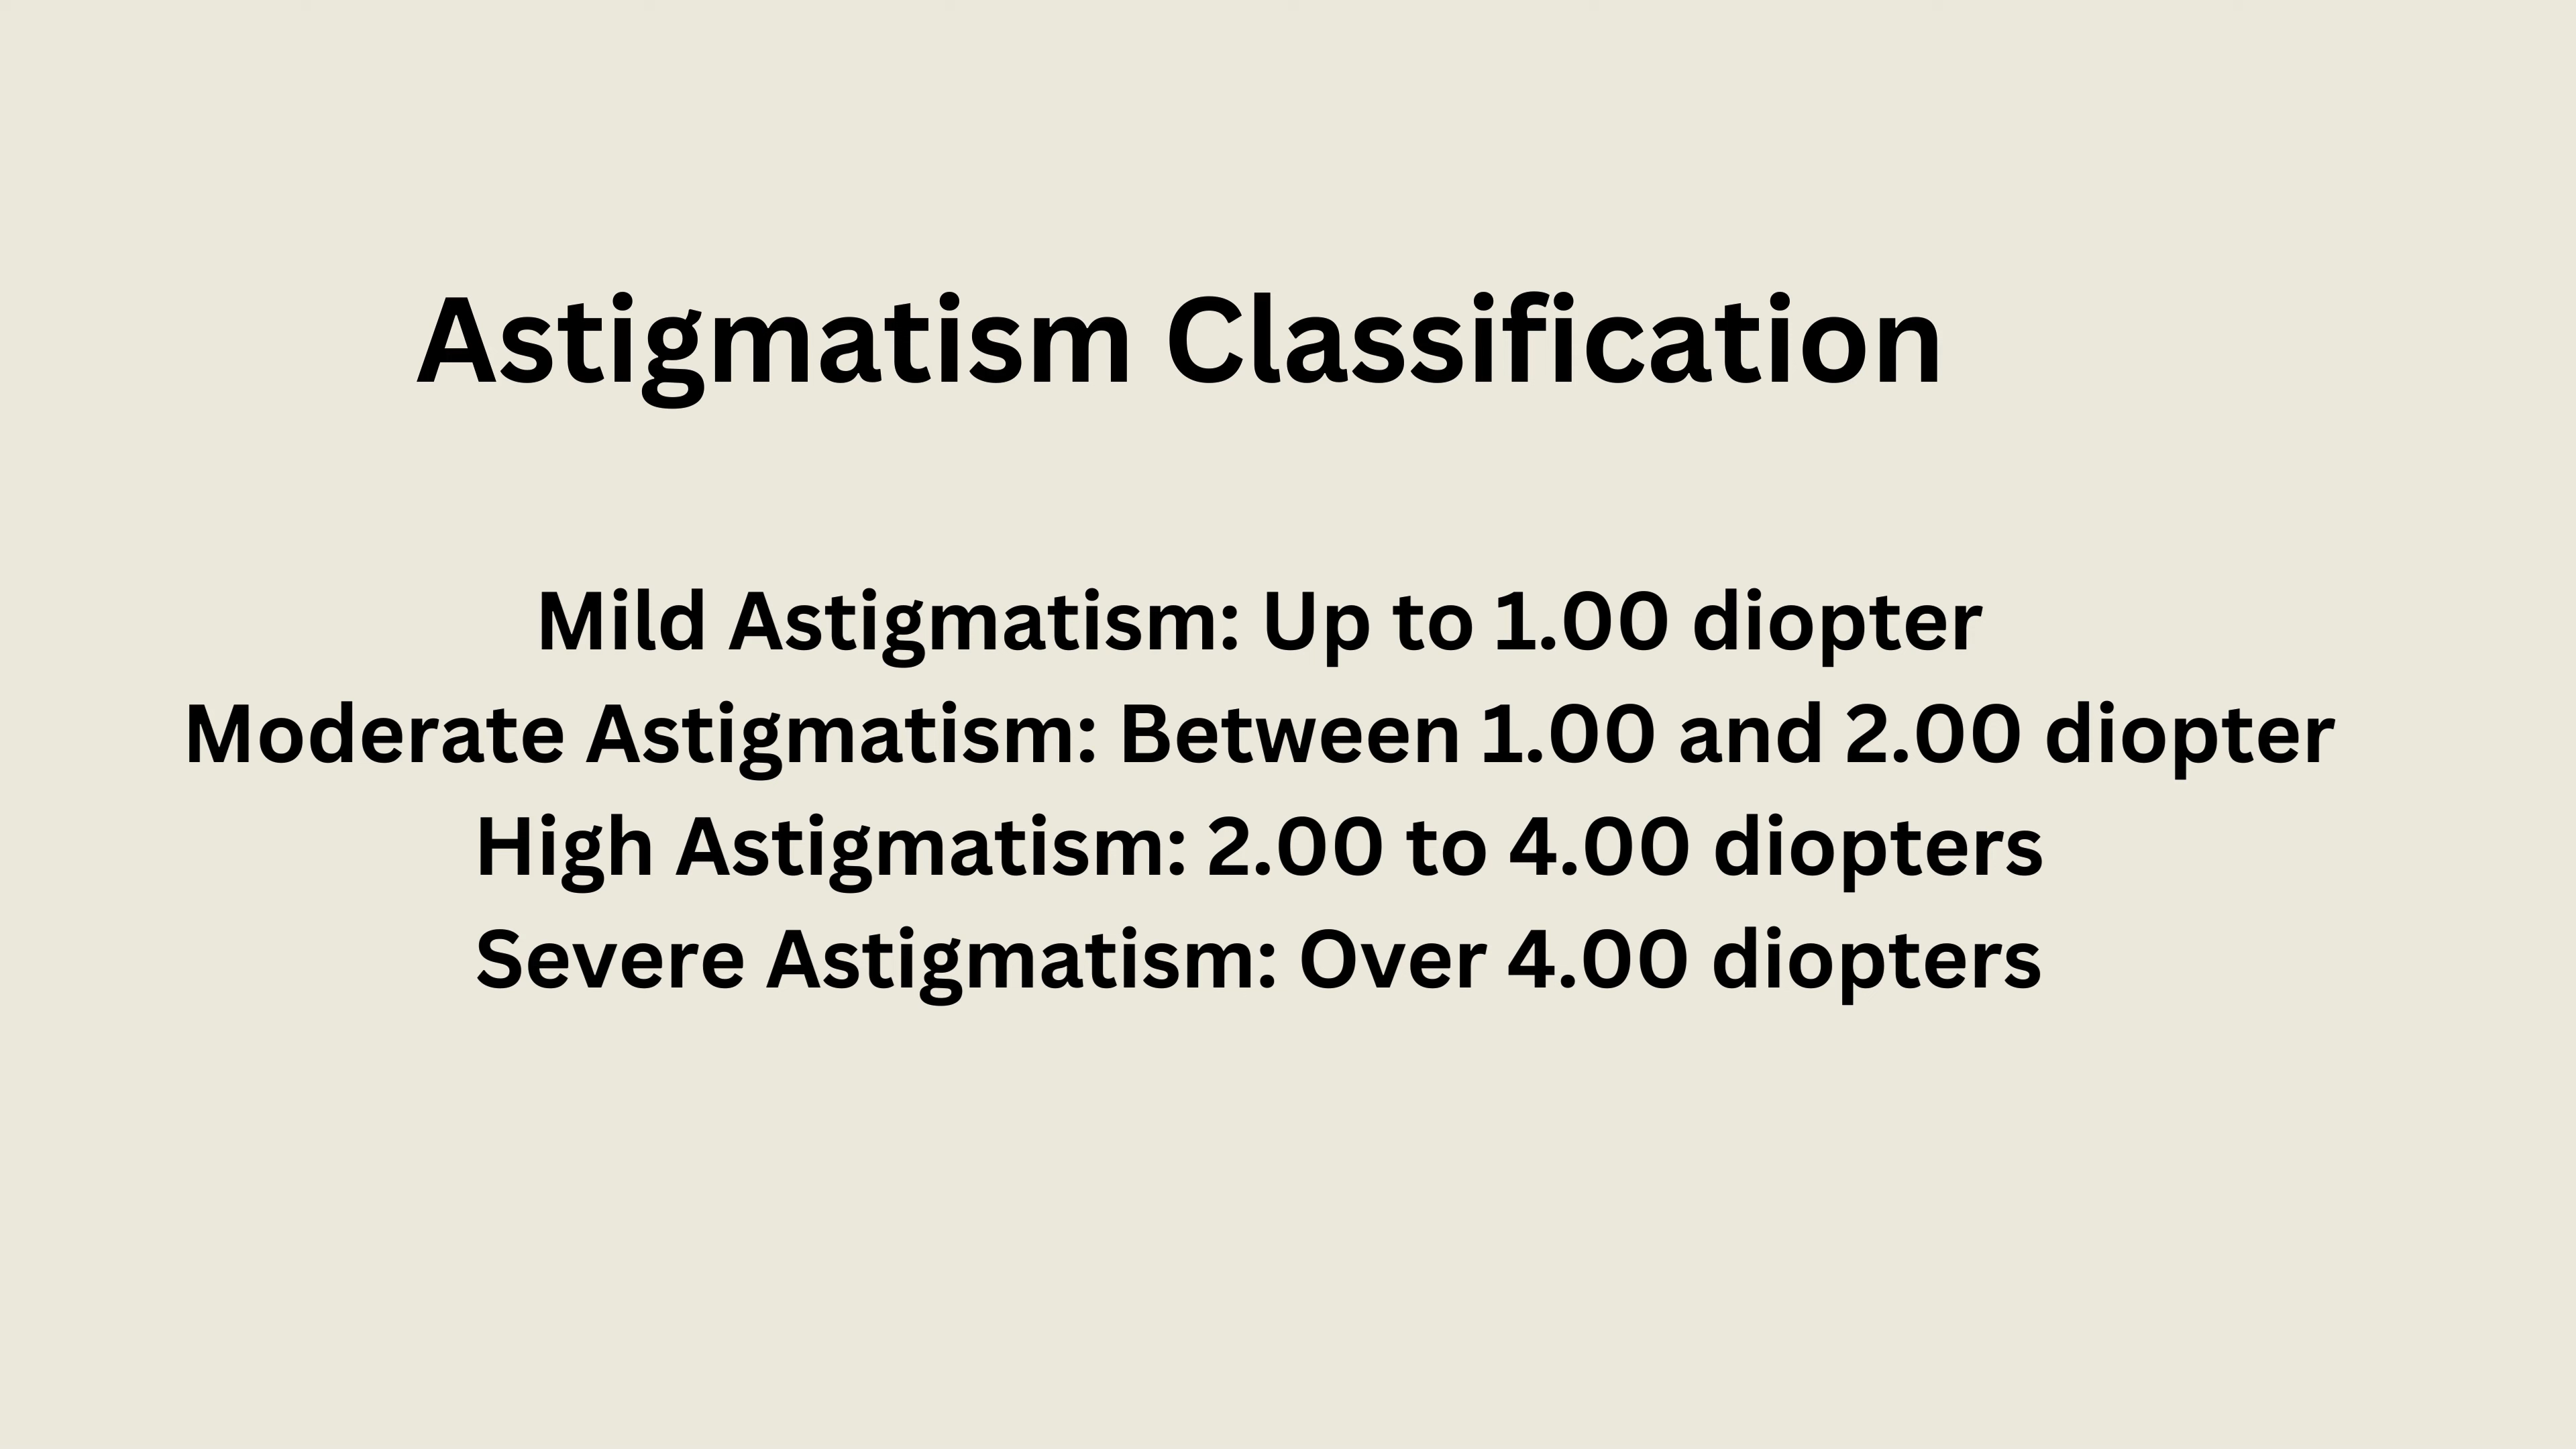 Astigmatism Classification
Mild Astigmatism: Up to 1.00 diopter
Moderate Astigmatism: Between 1.00 and 2.00 diopter
High Astigmatism: 2.00 to 4.00 diopters
Severe Astigmatism: Over 4.00 diopters